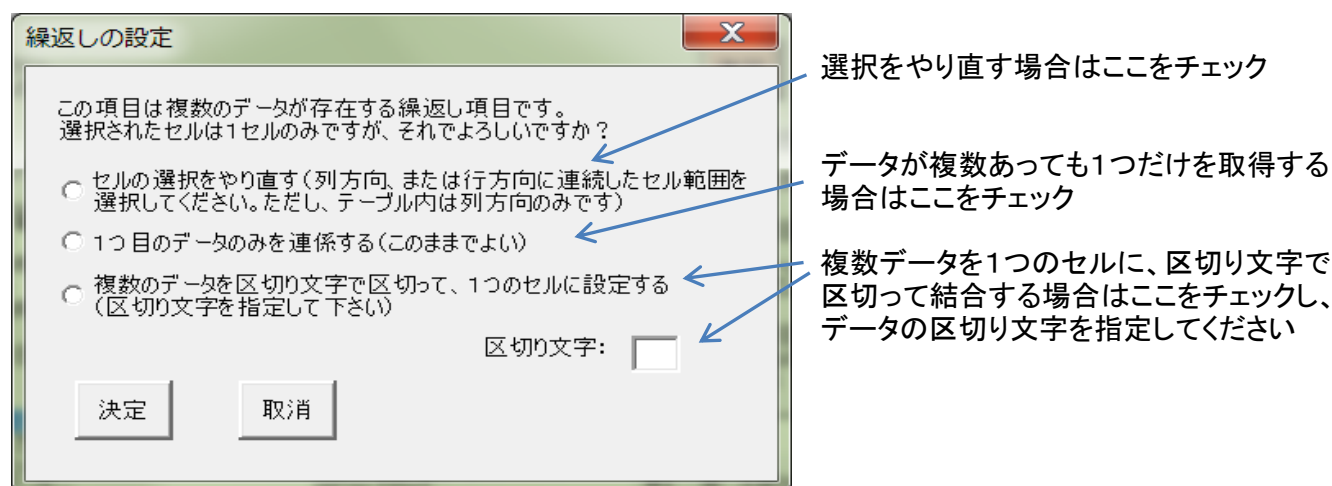 繰返しの設定
この項目は複数のデータが存在する繰返し項目です。
選択されたセルは1セルのみですが、それでよろしいですか？
セルの選択をやり直す(列方向、または行方向に連続したセル範囲を
選択してください。ただし、テーブル内は列方向のみです)
1つ目のデータのみを連係する(このままでよい)
複数のデータを区切り文字で区切って、1つのセルに設定する
(区切り文字を指定して下さい)
区切り文字：
決定
取消
選択をやり直す場合はここをチェック
データが複数あっても１つだけを取得する
場合はここをチェック
複数データを１つのセルに、区切り文字で
区切って結合する場合はここをチェックし、
データの区切り文字を指定してください